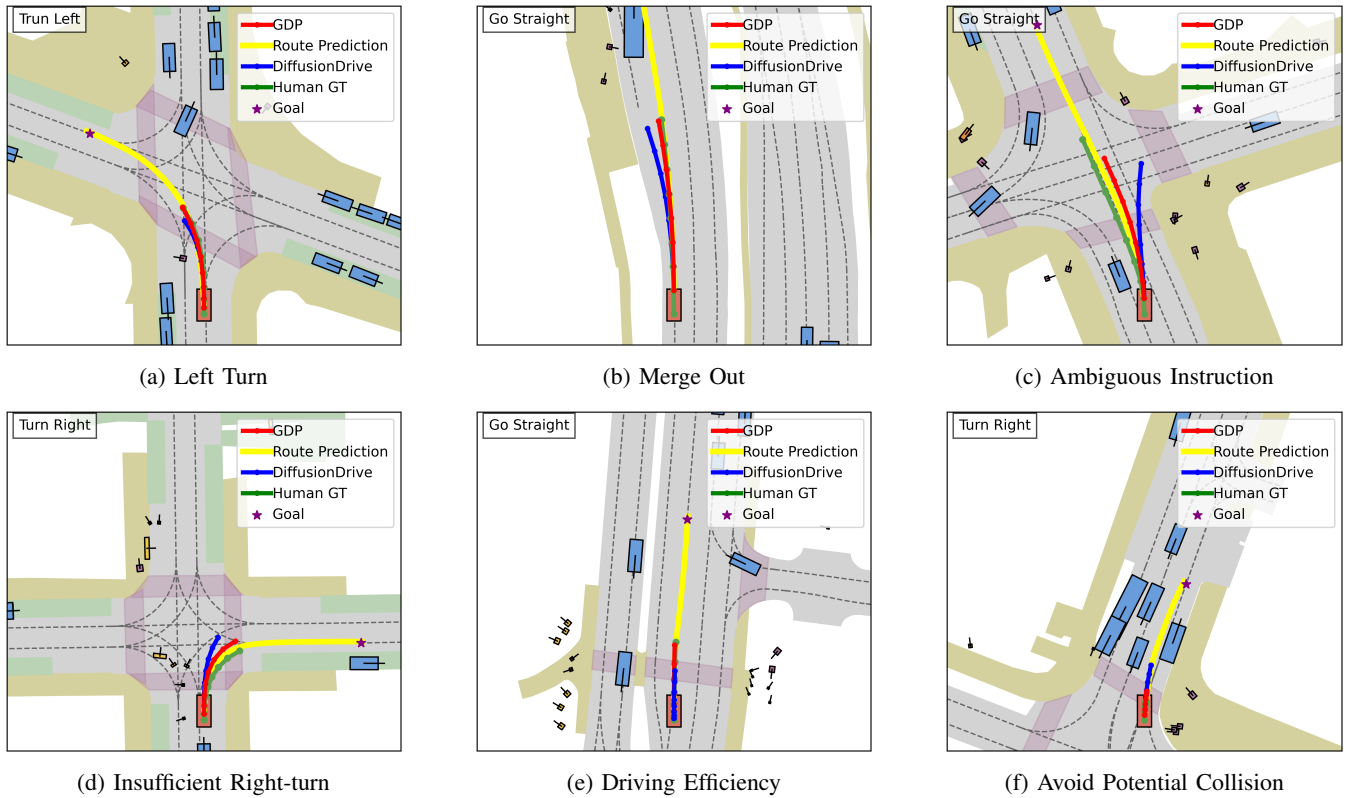 Trun Left
GDP
Route Prediction
DiffusionDrive
Human GT
Goal
(a) Left Turn
Go Straight
GDP
Route Prediction
DiffusionDrive
Human GT
Goal
(b) Merge Out
Go Straight
GDP
Route Prediction
DiffusionDrive
Human GT
Goal
(c) Ambiguous Instruction
Turn Right
GDP
Route Prediction
DiffusionDrive
Human GT
Goal
(d) Insufficient Right-turn
Go Straight
GDP
Route Prediction
DiffusionDrive
Human GT
Goal
(e) Driving Efficiency
Turn Right
GDP
Route Prediction
DiffusionDrive
Human GT
Goal
(f) Avoid Potential Collision